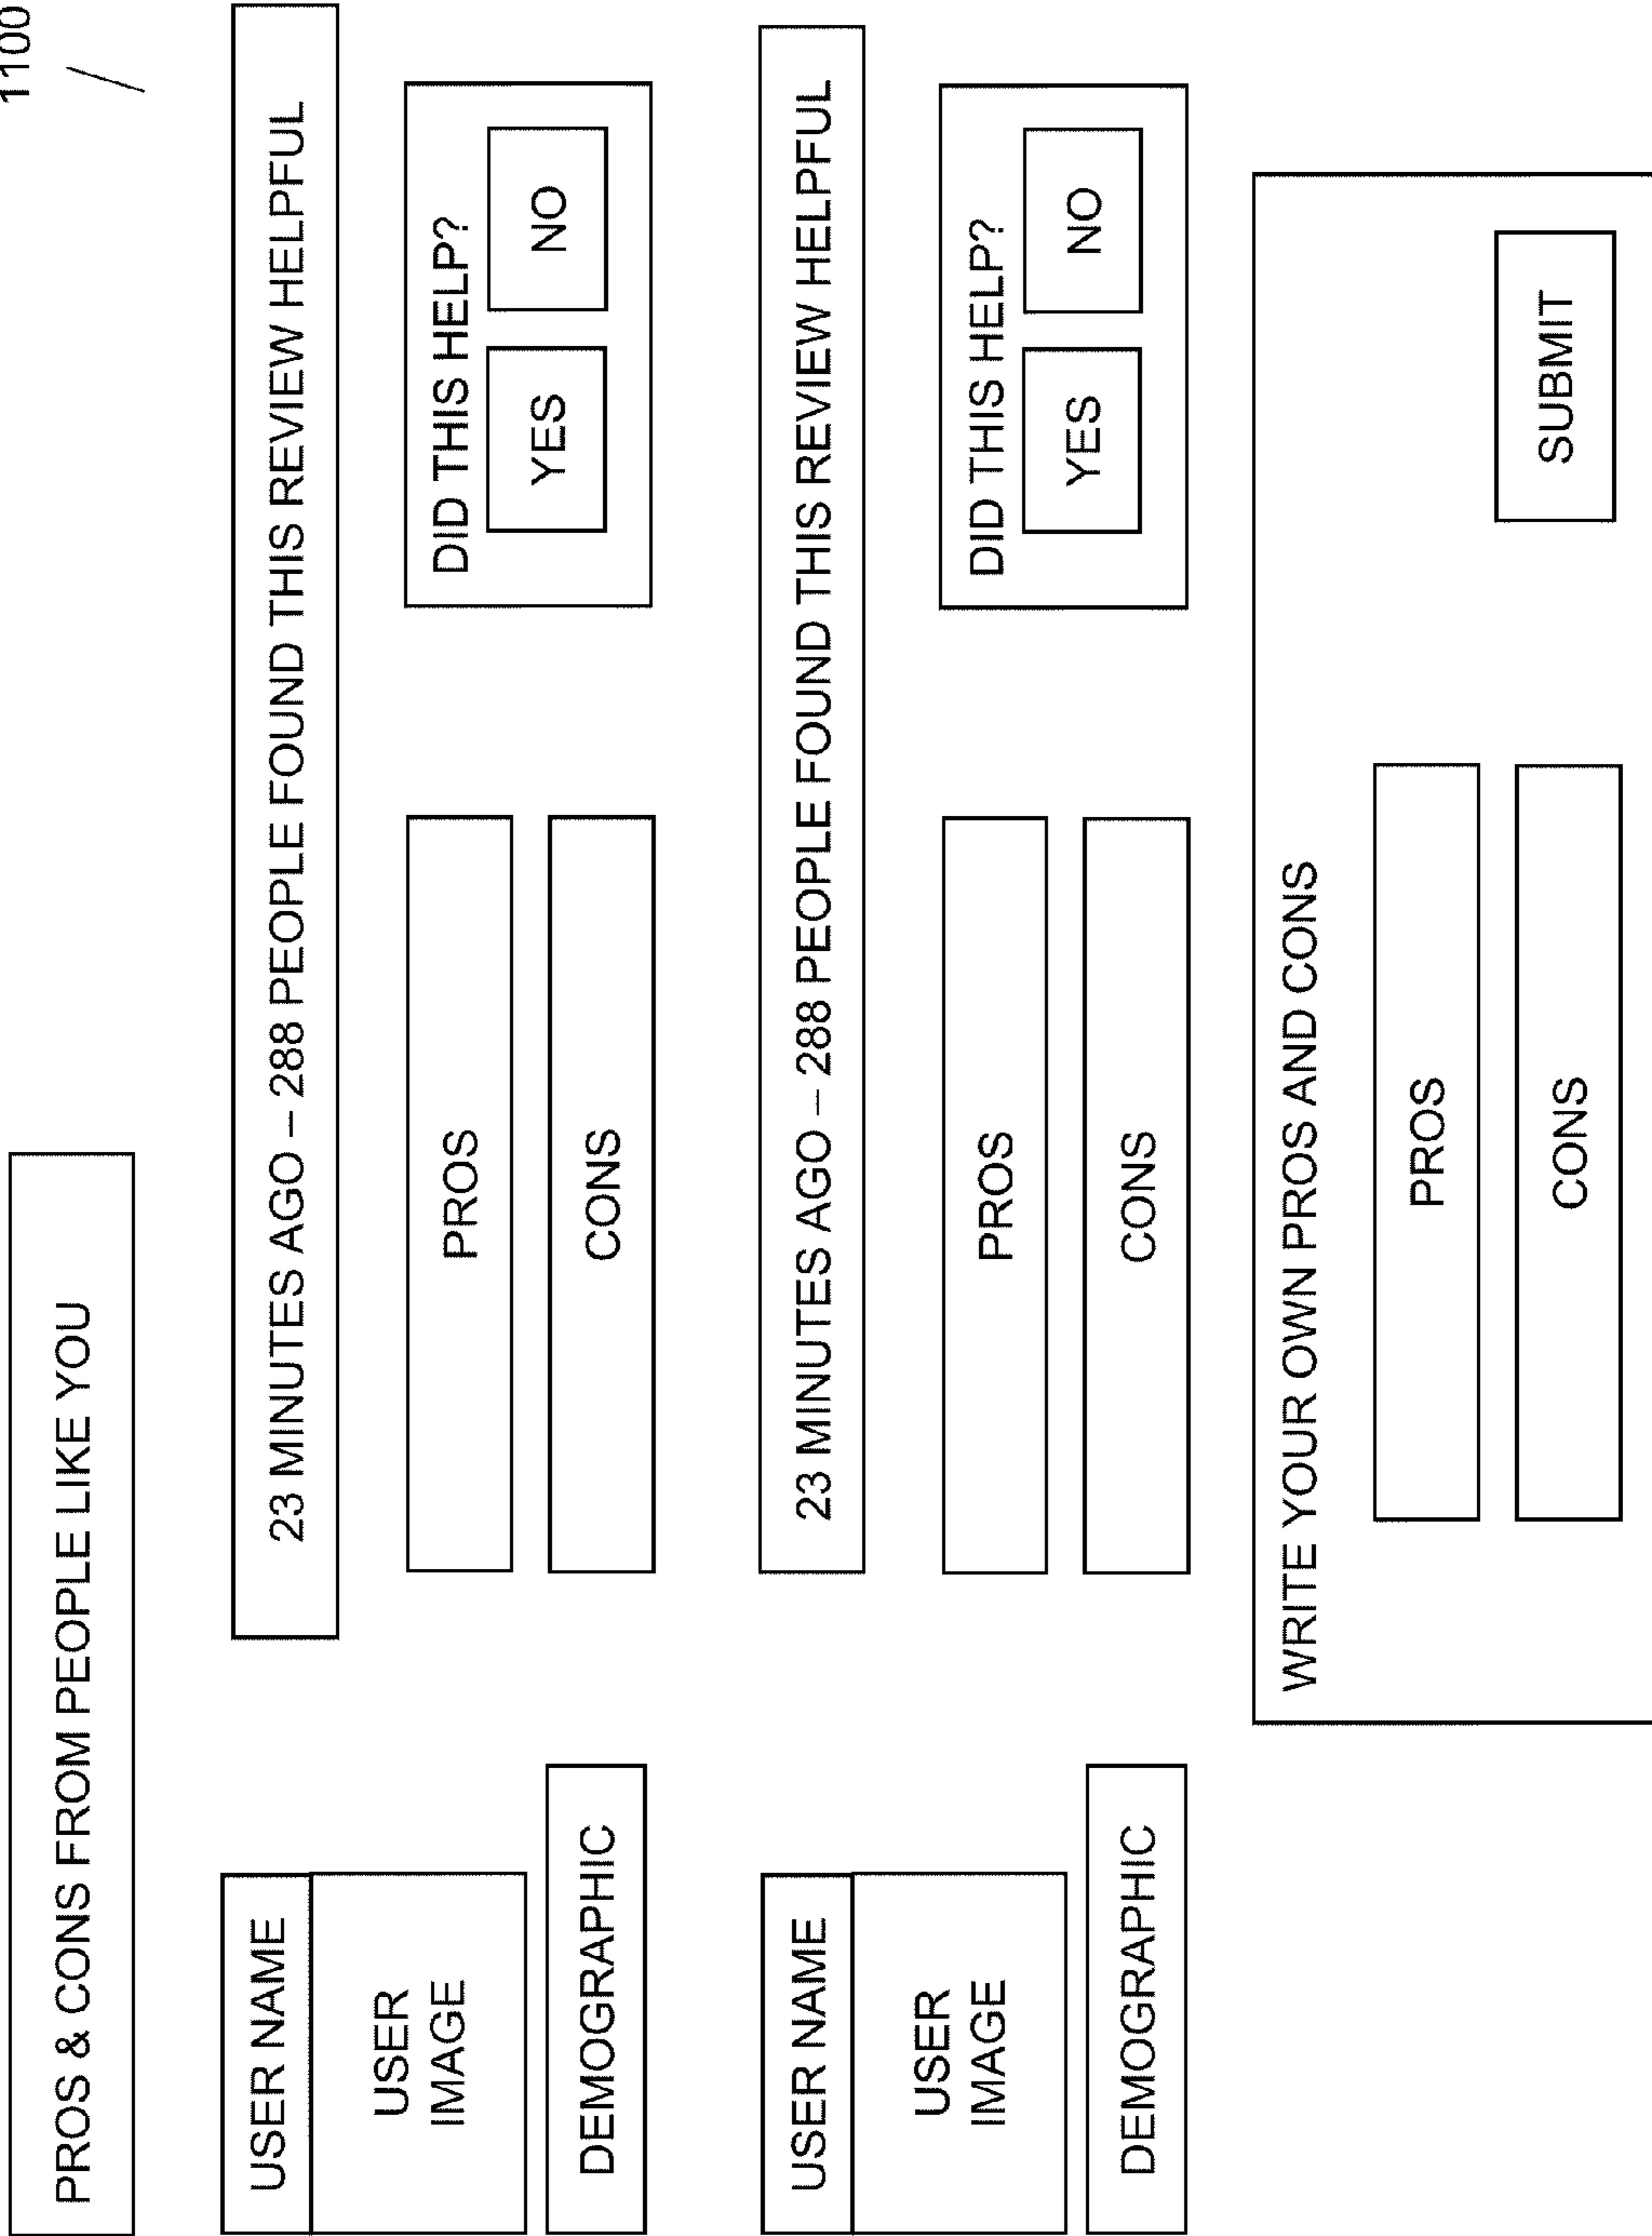 1100
PROS & CONS FROM PEOPLE LIKE YOU
USER NAME
USER
IMAGE
DEMOGRAPHIC
23 MINUTES AGO – 288 PEOPLE FOUND THIS REVIEW HELPFUL
PROS
CONS
DID THIS HELP?
YES
NO
USER NAME
USER
IMAGE
DEMOGRAPHIC
23 MINUTES AGO – 288 PEOPLE FOUND THIS REVIEW HELPFUL
PROS
CONS
DID THIS HELP?
YES
NO
WRITE YOUR OWN PROS AND CONS
PROS
CONS
SUBMIT